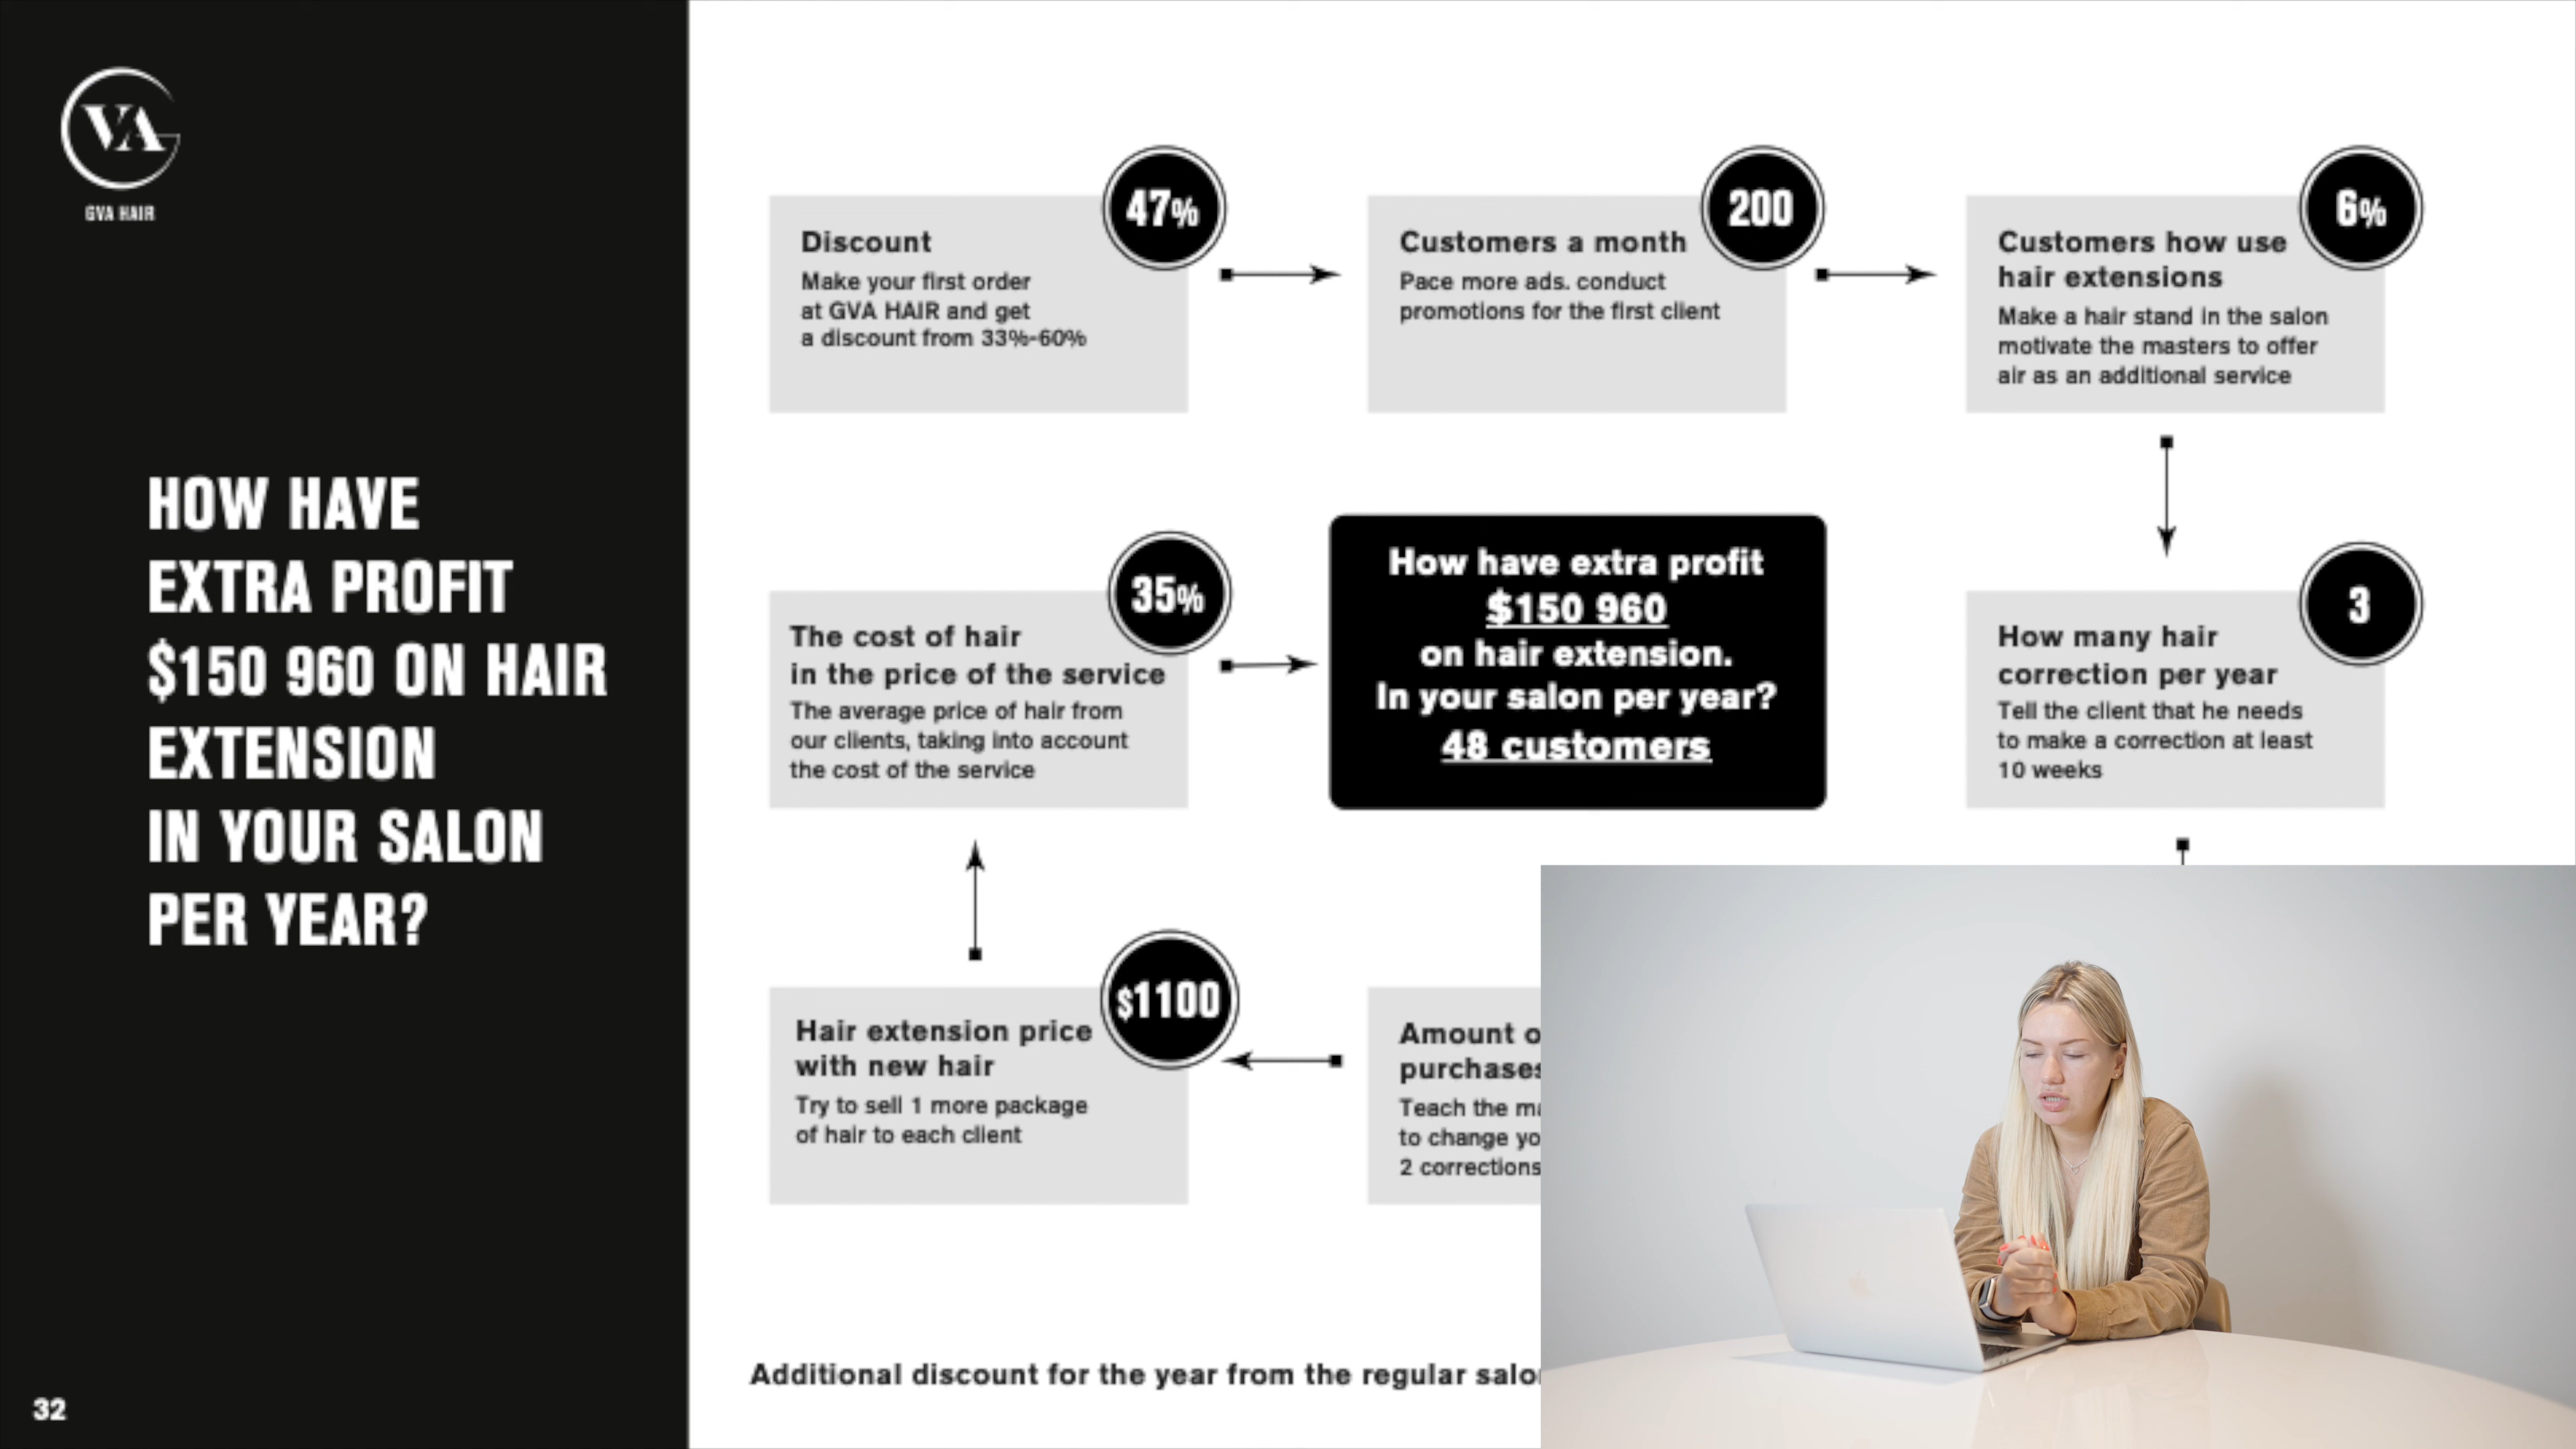 VA
GVA HAIR
HOW HAVE
EXTRA PROFIT
$150 960 ON HAIR
EXTENSION
IN YOUR SALON
PER YEAR?
32
47%
Discount
Make your first order
at GVA HAIR and get
a discount from 33%-60%
200
Customers a month
Pace more ads. conduct
promotions for the first client
6%
Customers how use
hair extensions
Make a hair stand in the salon
motivate the masters to offer
air as an additional service
3
How many hair
correction per year
Tell the client that he needs
to make a correction at least
10 weeks
Amount
purchases
Teach the
to change
2 corrections
$1100
Hair extension price
with new hair
Try to sell 1 more package
of hair to each client
35%
The cost of hair
in the price of the service
The average price of hair from
our clients, taking into account
the cost of the service
How have extra profit
$150 960
on hair extension.
In your salon per year?
48 customers
Additional discount for the year from the regular